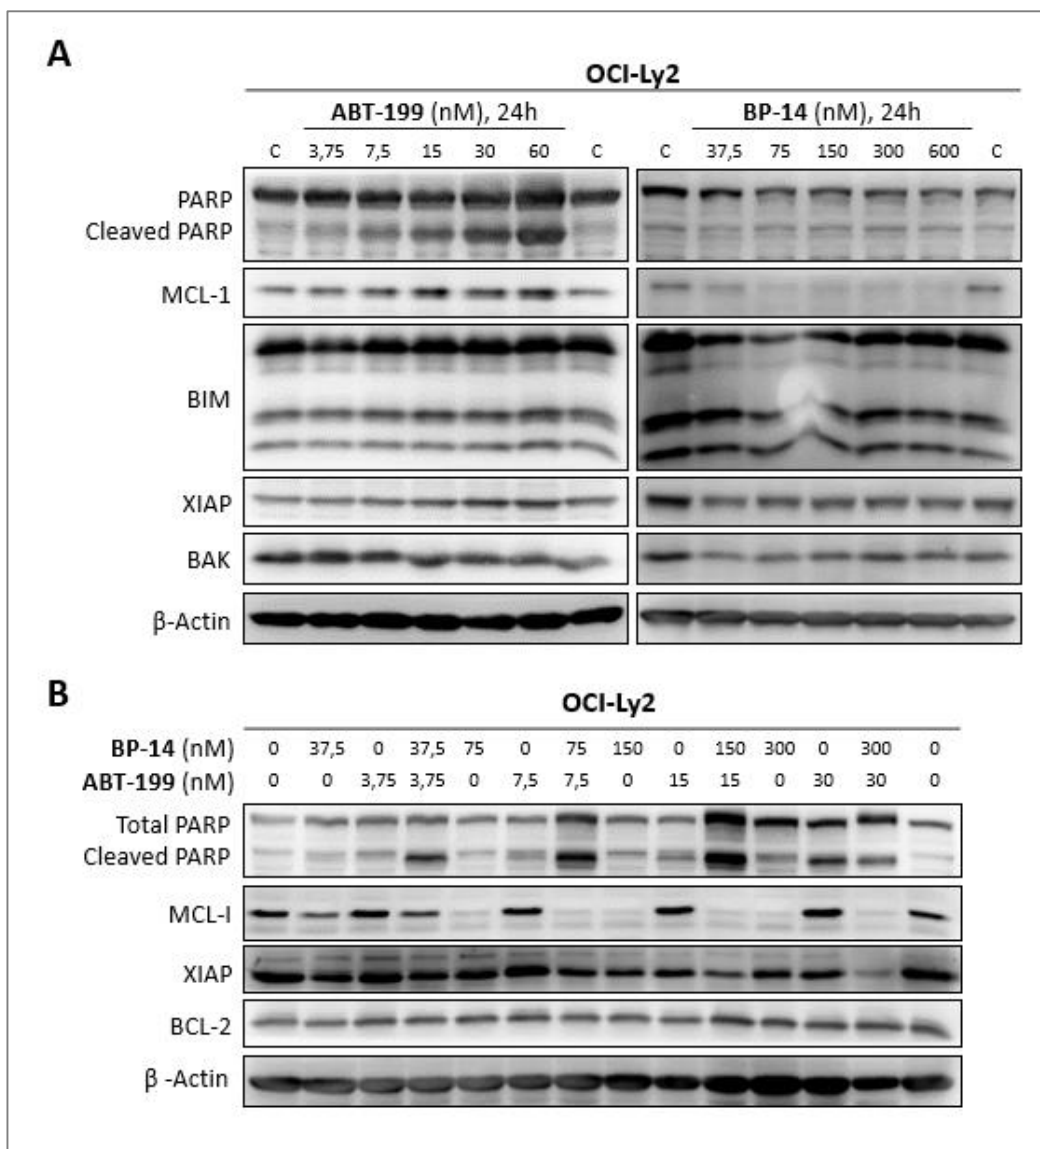 A
OCI-Ly2
ABT-199 (nM), 24h BP-14 (nM), 24h
C 3,75 7,5 15 30 60 C C 37,5 75 150 300 600 C
PARP
Cleaved PARP
MCL-1
BIM
XIAP
BAK
β-Actin
B
OCI-Ly2
BP-14 (nM) 0 37,5 0 37,5 75 0 75 150 0 150 300 0 300 0
ABT-199 (nM) 0 0 3,75 3,75 0 7,5 7,5 0 15 15 0 30 30 0
Total PARP
Cleaved PARP
MCL-I
XIAP
BCL-2
β -Actin